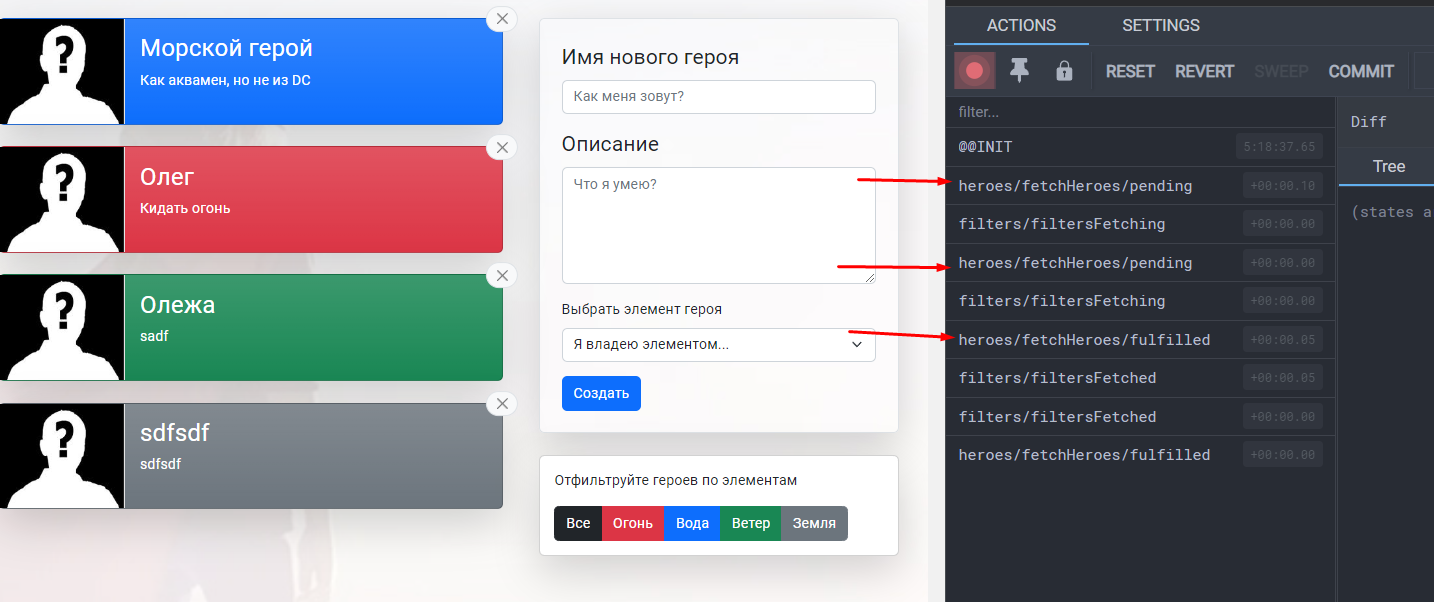 Морской герой
Как аквамен, но не из DC
Олег
Кидать огонь
Олежа
sadf
sdfsdf
sdfsdf
Имя нового героя
Как меня зовут?
Описание
Что я умею?
Выбрать элемент героя
Я владею элементом...
Создать
Отфильтруйте героев по элементам
Все Огонь Вода Ветер Земля
ACTIONS SETTINGS
RESET REVERT SWEEP COMMIT
filter...
@@INIT 5:18:37.65
heroes/fetchHeroes/pending +00:00.10
filters/filtersFetching +00:00.00
heroes/fetchHeroes/pending +00:00.00
filters/filtersFetching +00:00.00
heroes/fetchHeroes/fulfilled +00:00.05
filters/filtersFetched +00:00.05
filters/filtersFetched +00:00.00
heroes/fetchHeroes/fulfilled +00:00.00
Diff
Tree
(states a